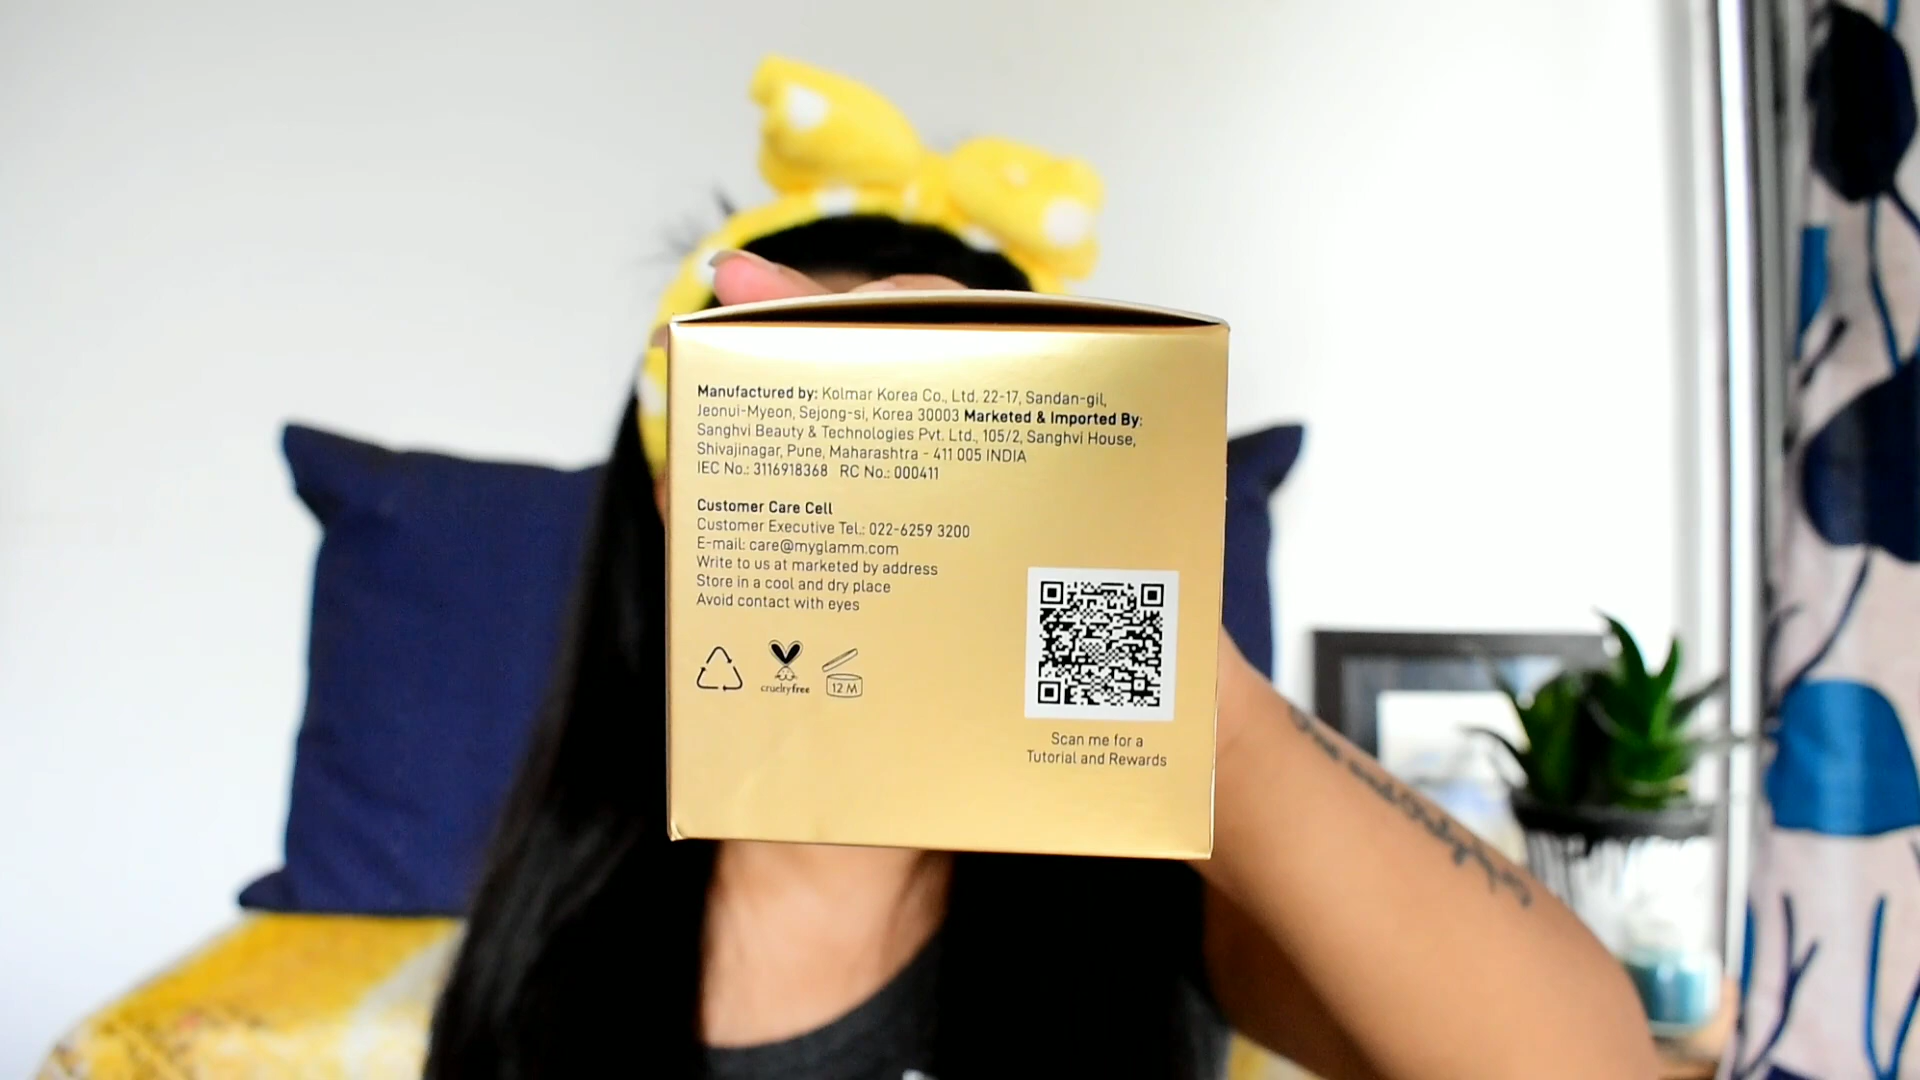 Manufactured by: Kolmar Korea Co., Ltd. 22-17, Sandan-gil,
Jeonui-Myeon, Sejong-si, Korea 30003 Marketed & Imported By:
Sanghvi Beauty & Technologies Pvt. Ltd., 105/2, Sanghvi House,
Shivajinagar, Pune, Maharashtra - 411 005 INDIA
IEC No.: 3116918368 RC No.: 000411
Customer Care Cell
Customer Executive Tel.: 022-6259 3200
E-mail: care@myglamm.com
Write to us at marketed by address
Store in a cool and dry place
Avoid contact with eyes
crueltyfree
12 M
Scan me for a
Tutorial and Rewards